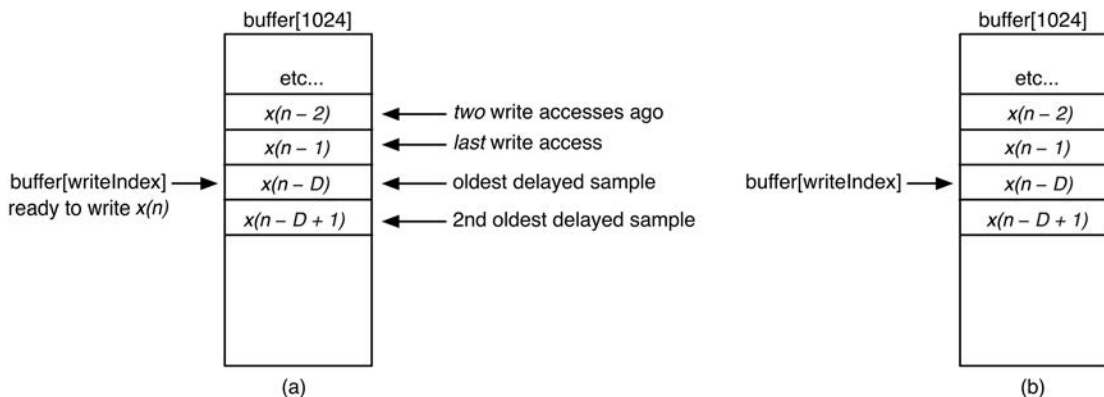 buffer[1024]
etc...
x(n – 2)
two write accesses ago
x(n – 1)
last write access
buffer[writeIndex]
ready to write x(n)
x(n – D)
oldest delayed sample
x(n – D + 1)
2nd oldest delayed sample
(a)
buffer[1024]
etc...
x(n – 2)
x(n – 1)
buffer[writeIndex]
x(n – D)
x(n – D + 1)
(b)